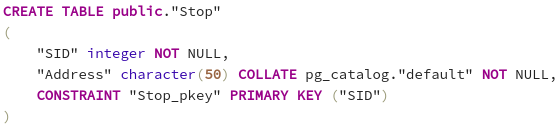 CREATE TABLE public."Stop"
(
    "SID" integer NOT NULL,
    "Address" character(50) COLLATE pg_catalog."default" NOT NULL,
    CONSTRAINT "Stop_pkey" PRIMARY KEY ("SID")
)